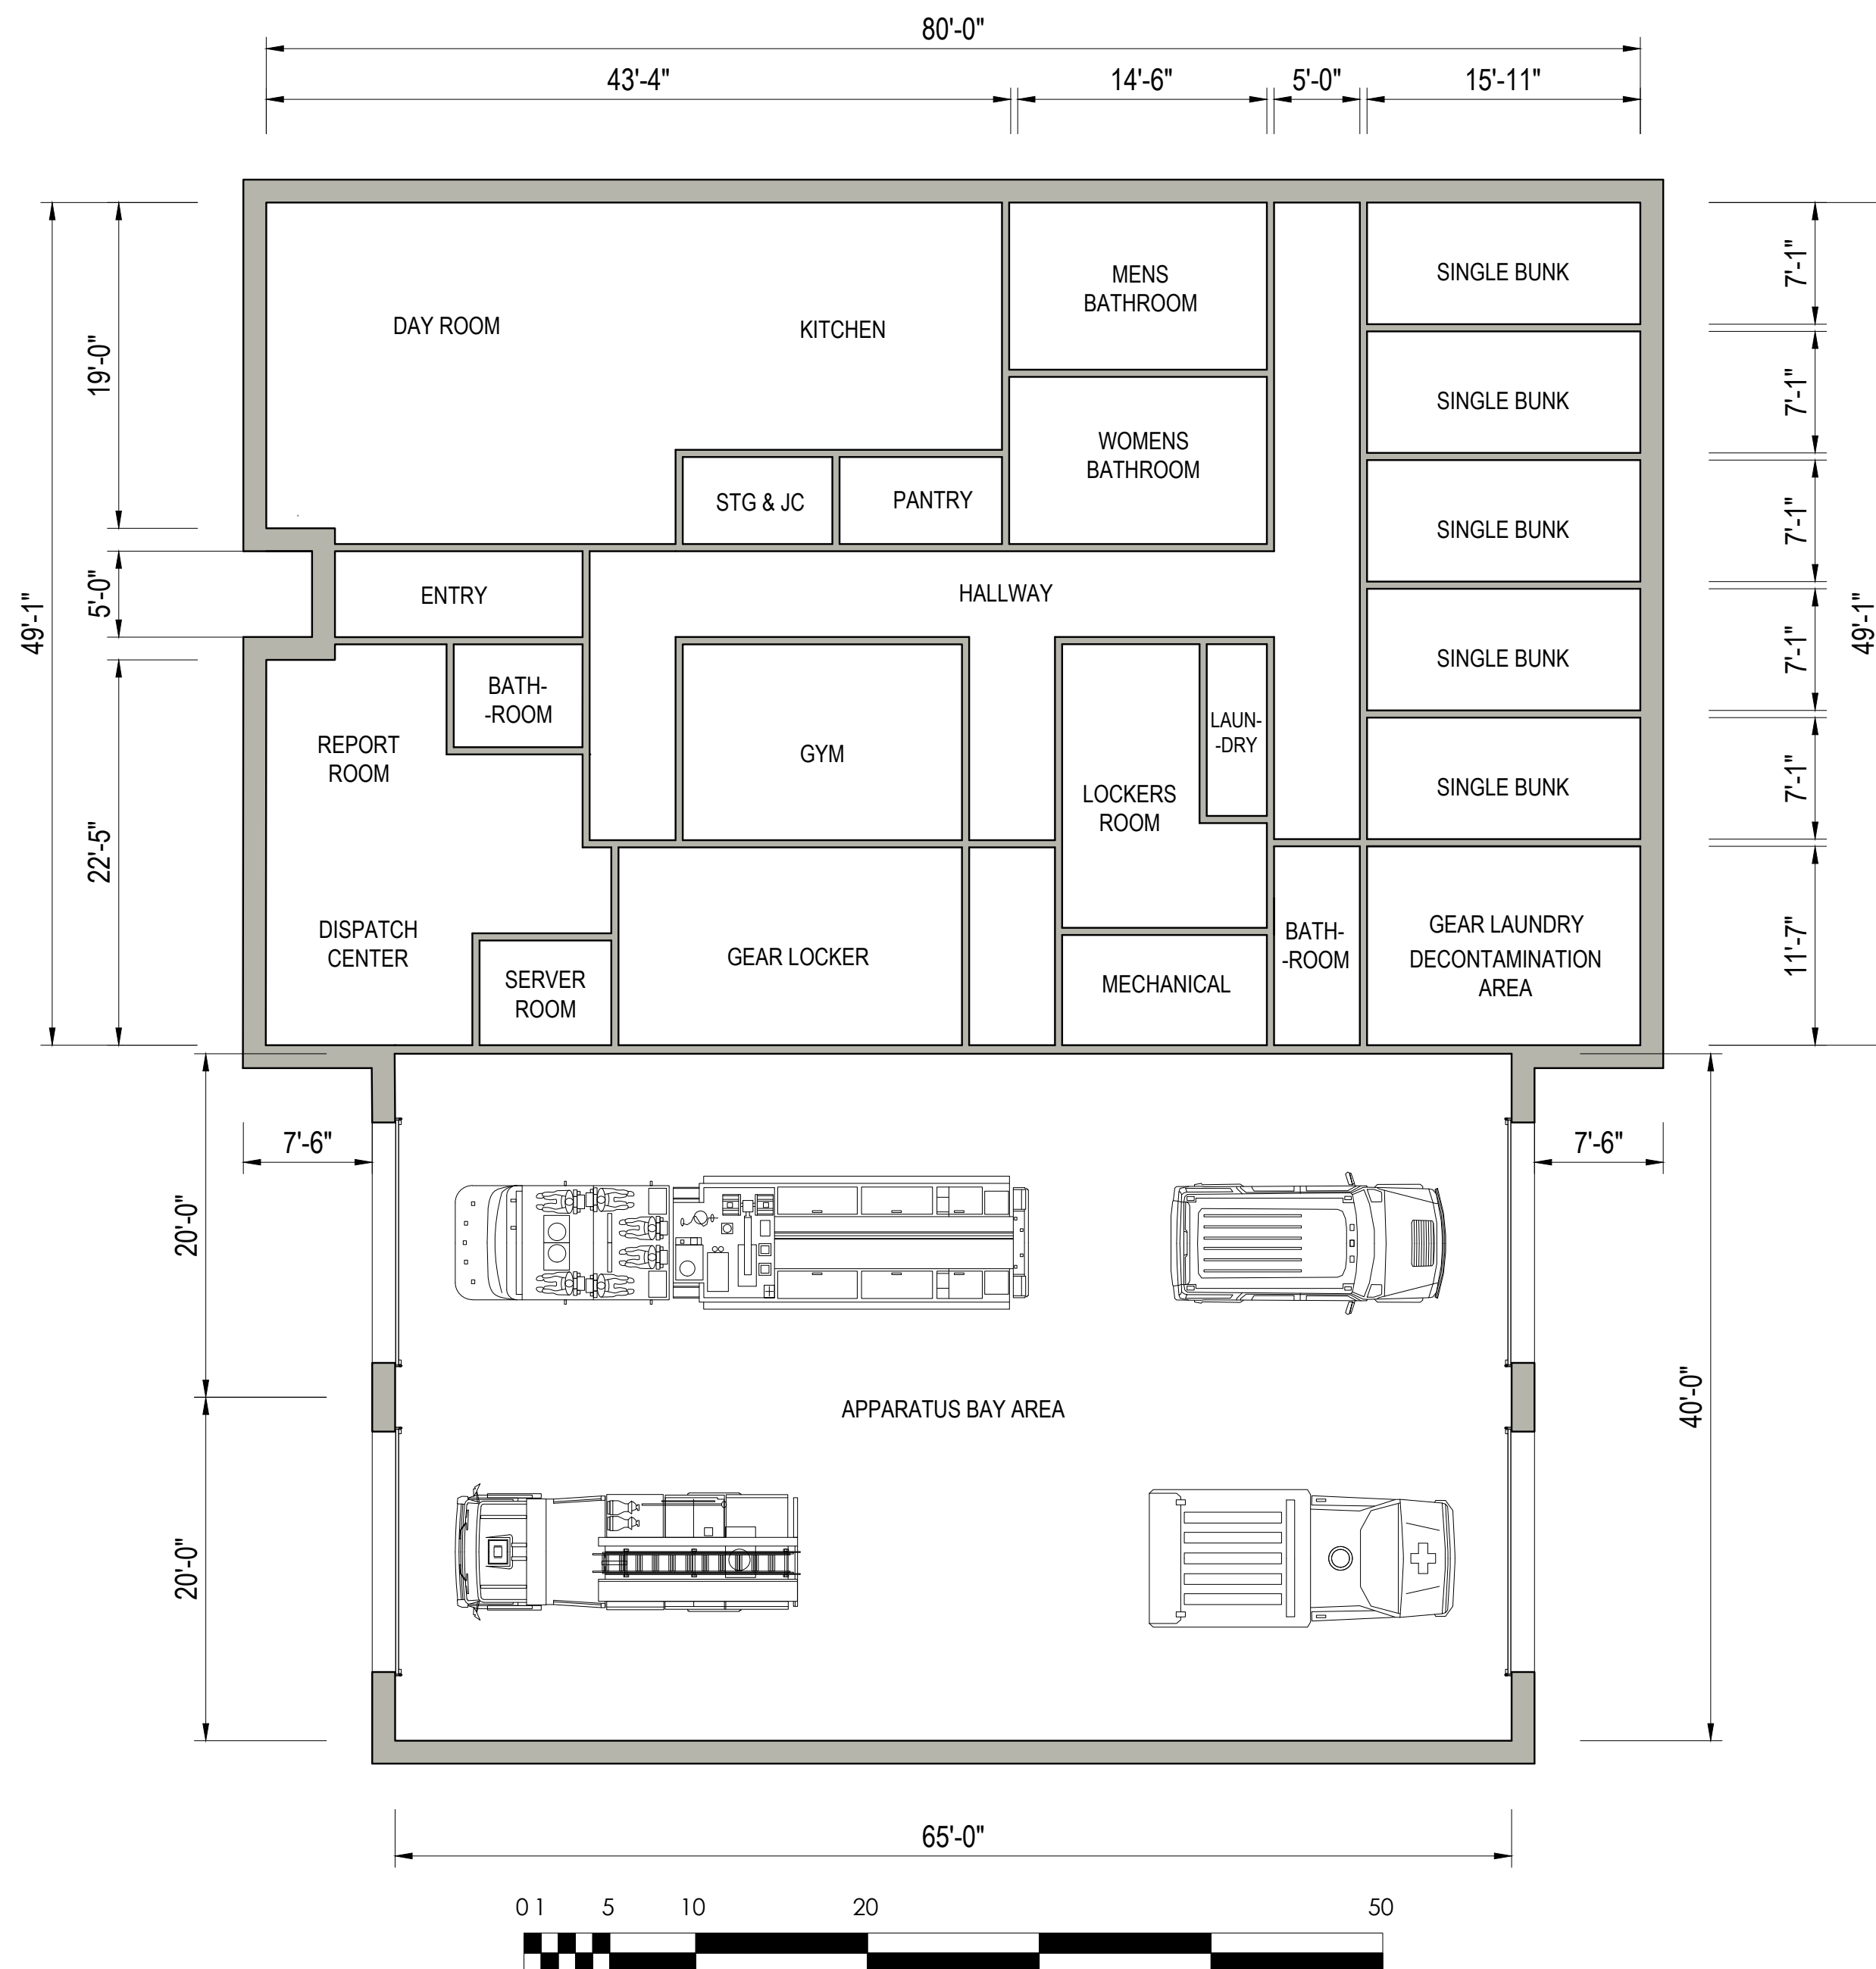 80'-0"
43'-4"
14'-6"
5'-0"
15'-11"
49'-1"
19'-0"
5'-0"
22'-5"
DAY ROOM
KITCHEN
MENS
BATHROOM
WOMENS
BATHROOM
STG & JC
PANTRY
SINGLE BUNK
SINGLE BUNK
SINGLE BUNK
SINGLE BUNK
SINGLE BUNK
7'-1"
7'-1"
7'-1"
7'-1"
7'-1"
11'-7"
49'-1"
ENTRY
HALLWAY
BATH-
-ROOM
REPORT
ROOM
GYM
LAUN-
-DRY
LOCKERS
ROOM
DISPATCH
CENTER
SERVER
ROOM
GEAR LOCKER
MECHANICAL
BATH-
-ROOM
GEAR LAUNDRY
DECONTAMINATION
AREA
7'-6"
7'-6"
20'-0"
20'-0"
40'-0"
APPARATUS BAY AREA
65'-0"
0 1 5 10 20 50